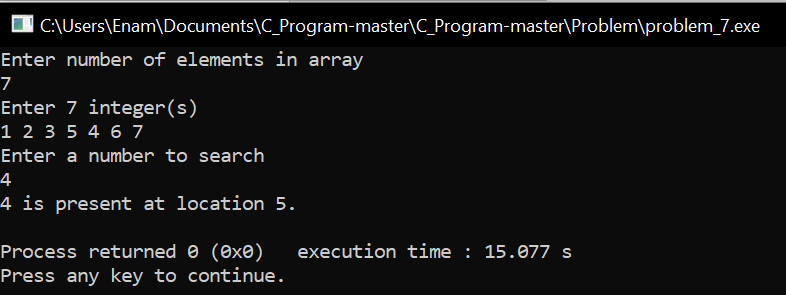 C:\Users\Enam\Documents\C_Program-master\C_Program-master\Problem\problem_7.exe
Enter number of elements in array
7
Enter 7 integer(s)
1 2 3 5 4 6 7
Enter a number to search
4
4 is present at location 5.
Process returned 0 (0x0)   execution time : 15.077 s
Press any key to continue.